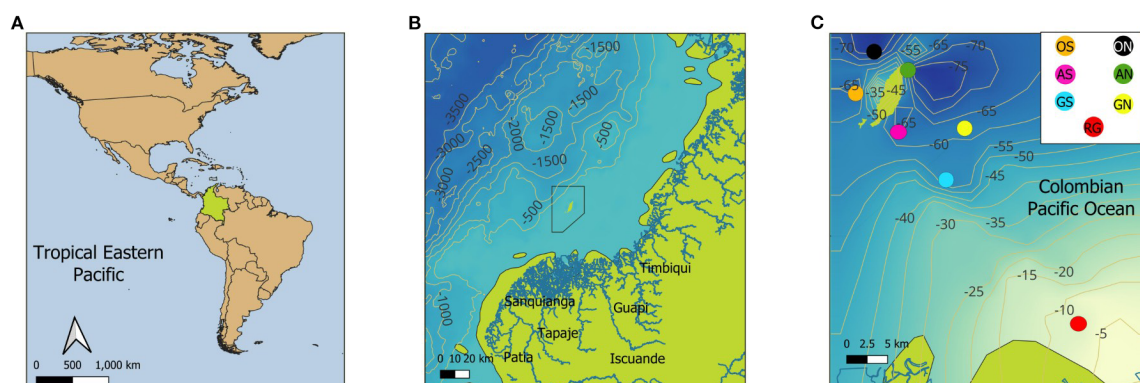 A
Tropical Eastern
Pacific
0 500 1,000 km
B
-1500
-3500
-1500
-3000
-2000
-1500
-500
-2500
-3000
-1500
-500
-1000
Timbiqui
Sanquianga
Guapi
Tapaje
Patia
Iscuande
0 10 20 km
C
-70
-55
-65
-70
-75
-65
-35
-45
-50
-65
-65
-60
-55
-50
-45
-40
-35
-30
-25
-15
-20
-10
-5
OS
ON
AS
AN
GS
GN
RG
Colombian
Pacific Ocean
0 2.5 5 km